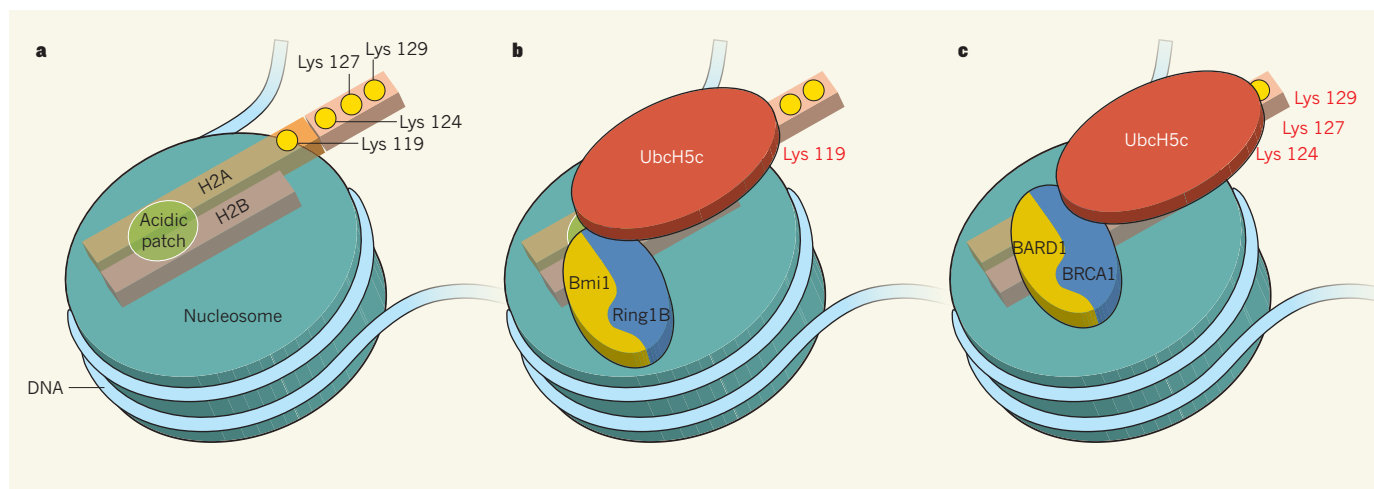 a
Lys 129
Lys 127
Lys 124
Lys 119
H2A
H2B
Acidic
patch
Nucleosome
DNA
b
UbcH5c
Lys 119
Bmi1
Ring1B
c
UbcH5c
Lys 129
Lys 127
Lys 124
BARD1
BRCA1